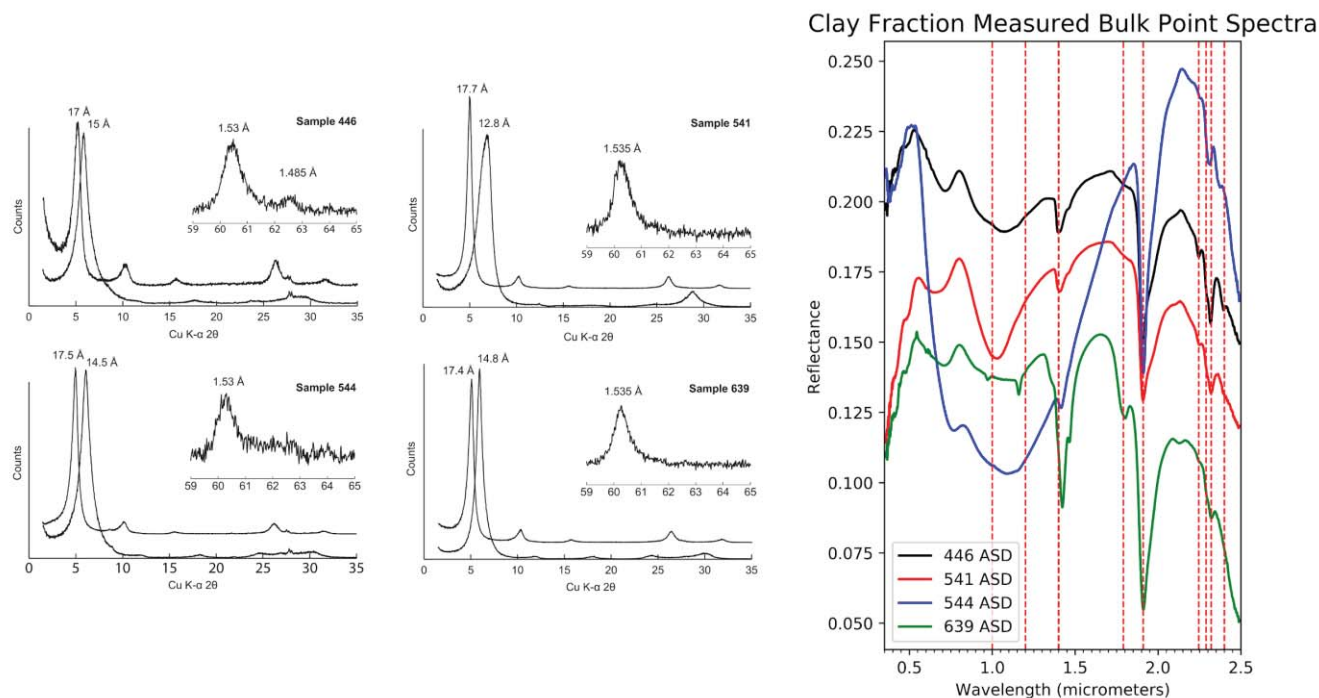 17 Å
15 Å
Sample 446
1.53 Å
1.485 Å
59 60 61 62 63 64 65
Counts
0 5 10 15 20 25 30 35
Cu K-α 2θ
17.7 Å
12.8 Å
Sample 541
1.535 Å
59 60 61 62 63 64 65
Counts
0 5 10 15 20 25 30 35
Cu K-α 2θ
17.5 Å
14.5 Å
Sample 544
1.53 Å
59 60 61 62 63 64 65
Counts
0 5 10 15 20 25 30 35
Cu K-α 2θ
17.4 Å
14.8 Å
Sample 639
1.535 Å
59 60 61 62 63 64 65
Counts
0 5 10 15 20 25 30 35
Cu K-α 2θ
Clay Fraction Measured Bulk Point Spectra
0.250
0.225
0.200
0.175
0.150
0.125
0.100
0.075
0.050
Reflectance
446 ASD
541 ASD
544 ASD
639 ASD
0.5 1.0 1.5 2.0 2.5
Wavelength (micrometers)